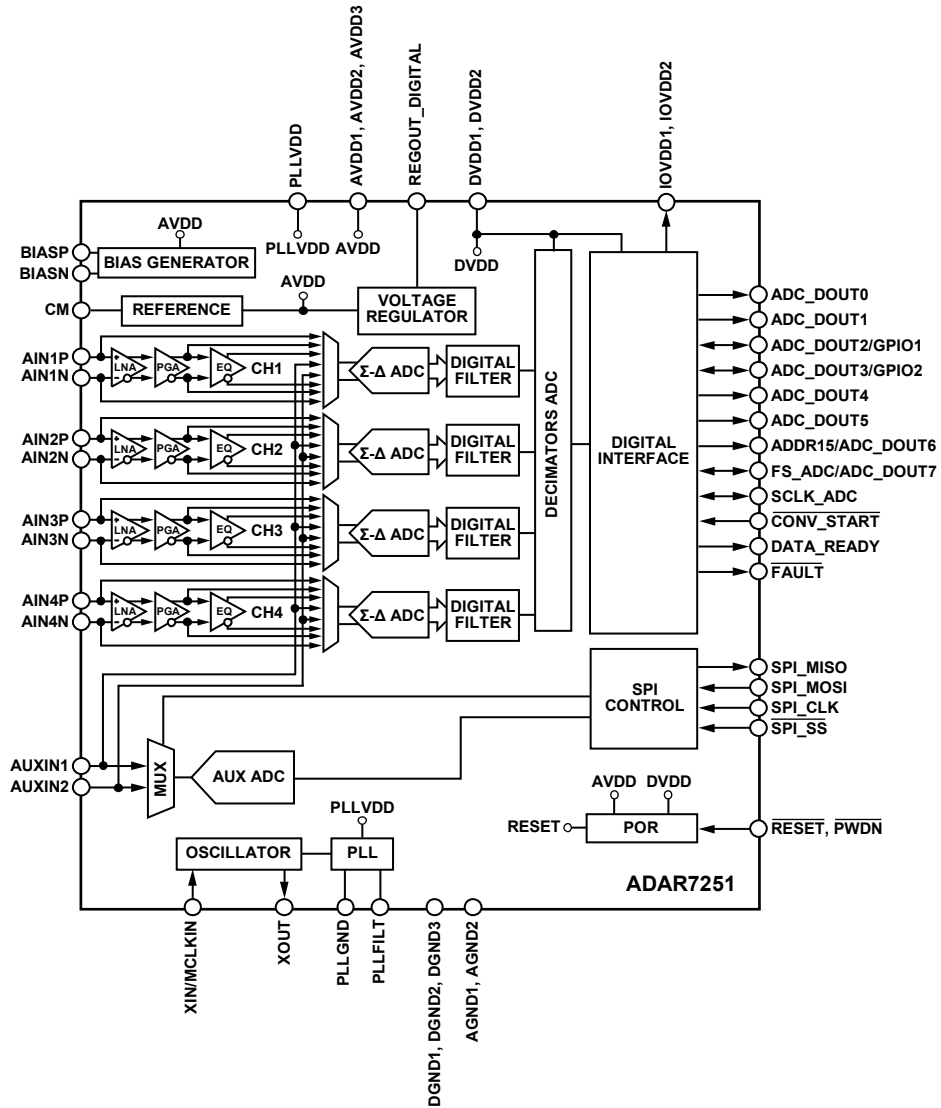 PLLVDD
AVDD1, AVDD2, AVDD3
REGOUT_DIGITAL
DVDD1, DVDD2
IOVDD1, IOVDD2
AVDD
PLLVDD
AVDD
DVDD
BIASP
BIASN
BIAS GENERATOR
AVDD
CM
REFERENCE
VOLTAGE
REGULATOR
AIN1P
AIN1N
LNA
PGA
EQ
CH1
Σ-Δ ADC
DIGITAL
FILTER
AIN2P
AIN2N
LNA
PGA
EQ
CH2
Σ-Δ ADC
DIGITAL
FILTER
AIN3P
AIN3N
LNA
PGA
EQ
CH3
Σ-Δ ADC
DIGITAL
FILTER
AIN4P
AIN4N
LNA
PGA
EQ
CH4
Σ-Δ ADC
DIGITAL
FILTER
DECIMATORS ADC
DIGITAL
INTERFACE
ADC_DOUT0
ADC_DOUT1
ADC_DOUT2/GPIO1
ADC_DOUT3/GPIO2
ADC_DOUT4
ADC_DOUT5
ADDR15/ADC_DOUT6
FS_ADC/ADC_DOUT7
SCLK_ADC
CONV_START
DATA_READY
FAULT
SPI
CONTROL
SPI_MISO
SPI_MOSI
SPI_CLK
SPI_SS
AUXIN1
AUXIN2
MUX
AUX ADC
AVDD
DVDD
RESET
POR
RESET, PWDN
PLLVDD
OSCILLATOR
PLL
ADAR7251
XIN/MCLKIN
XOUT
PLLGND
PLLFILT
DGND1, DGND2, DGND3
AGND1, AGND2